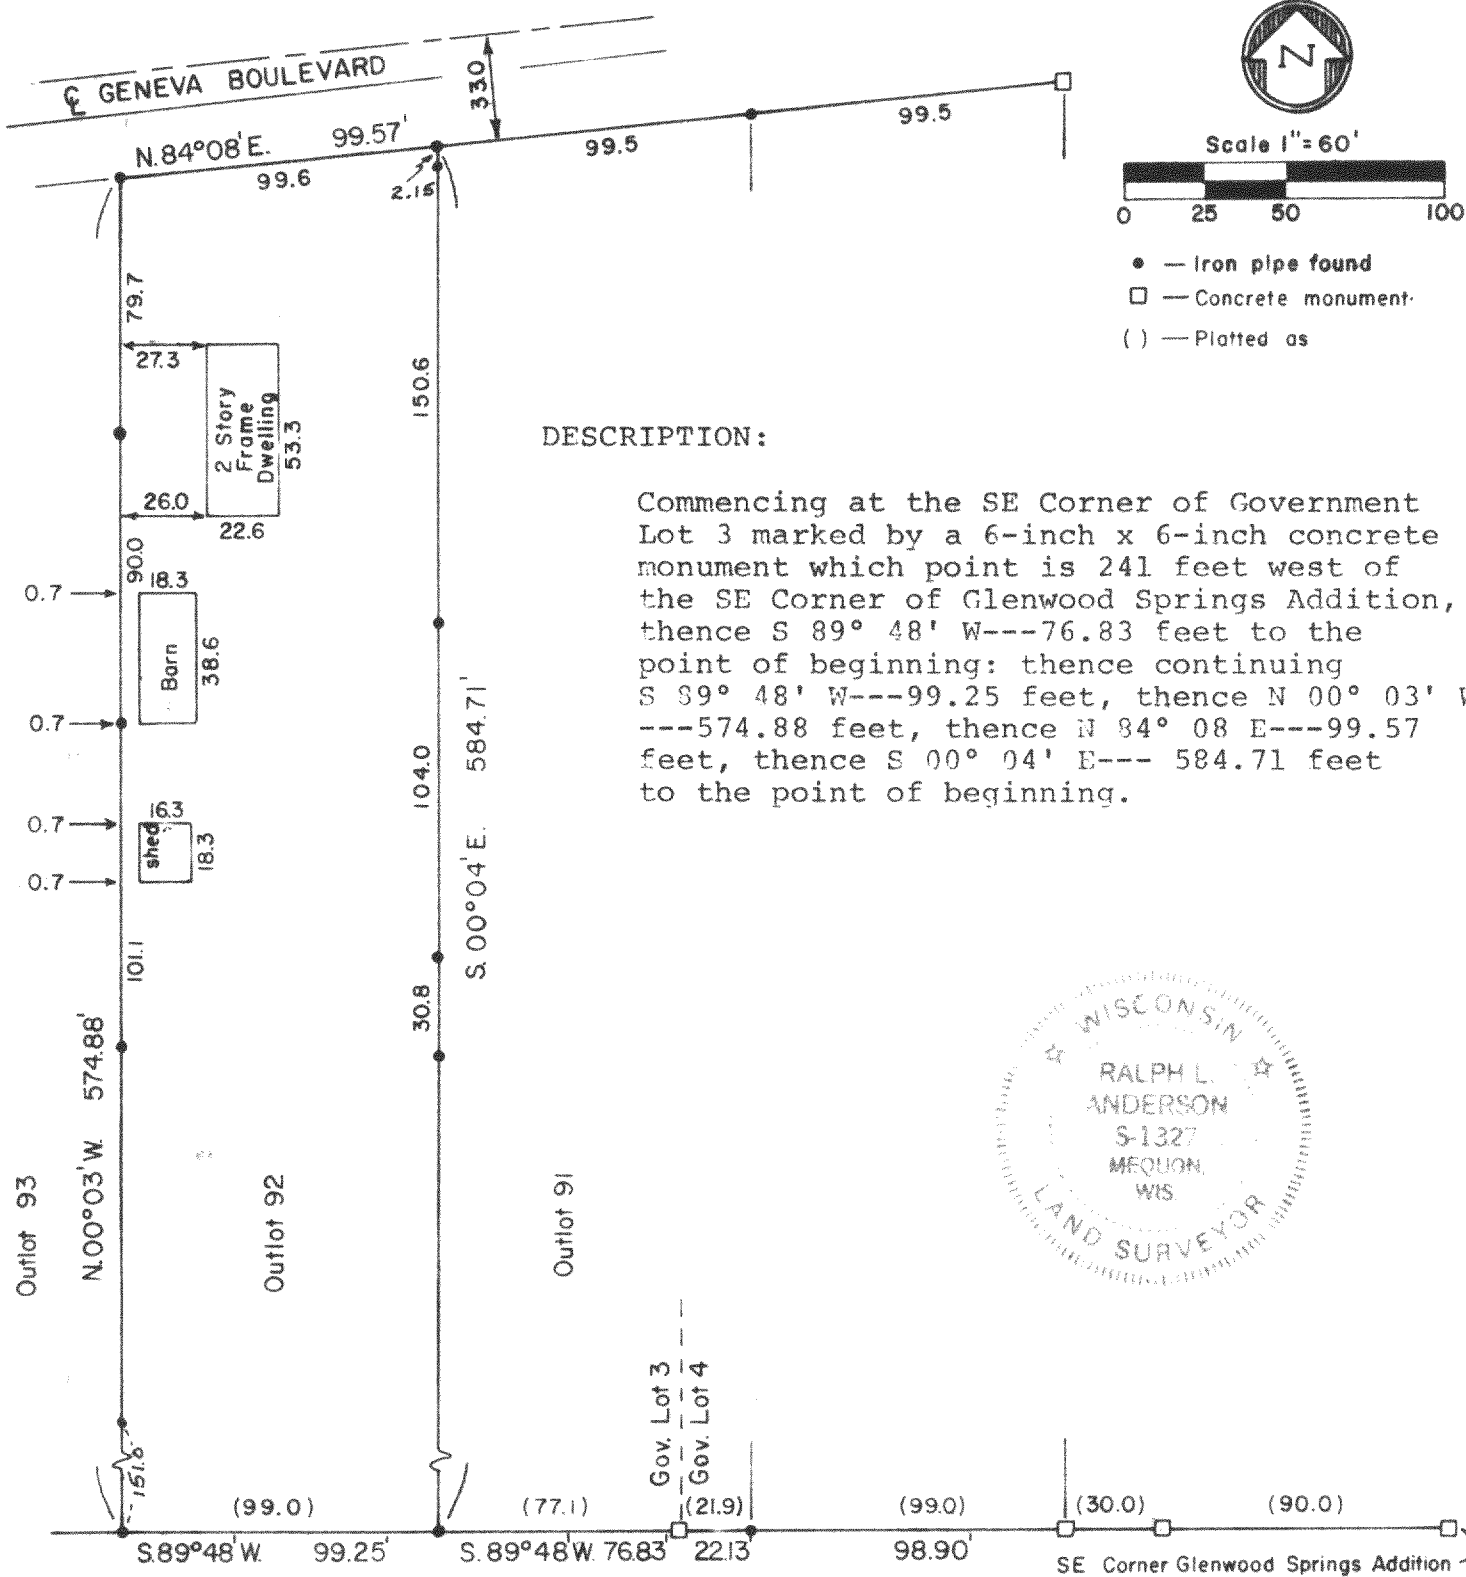 ℄ GENEVA BOULEVARD
33.0
N
Scale 1"=60'
0 25 50 100
● — Iron pipe found
□ — Concrete monument
( ) — Platted as
N.84°08'E. 99.57'
99.6
2.15
99.5
99.5
79.7
27.3
2 Story
Frame
Dwelling
53.3
26.0
22.6
150.6
90.0
18.3
0.7
Barn
38.6
0.7
104.0
S.00°04'E. 584.71'
16.3
0.7
shed
18.3
0.7
101.1
30.8
DESCRIPTION:
Commencing at the SE Corner of Government
Lot 3 marked by a 6-inch x 6-inch concrete
monument which point is 241 feet west of
the SE Corner of Glenwood Springs Addition,
thence S 89° 48' W---76.83 feet to the
point of beginning: thence continuing
S 89° 48' W---99.25 feet, thence N 00° 03' W
---574.88 feet, thence N 84° 08 E---99.57
feet, thence S 00° 04' E--- 584.71 feet
to the point of beginning.
WISCONSIN
RALPH L.
ANDERSON
S-1327
MEQUON,
WIS.
LAND SURVEYOR
Outlot 93
N.00°03'W. 574.88'
Outlot 92
Outlot 91
Gov. Lot 3
Gov. Lot 4
151.6
(99.0) (77.1) (21.9) (99.0) (30.0) (90.0)
S.89°48'W. 99.25' S.89°48'W. 76.83' 22.13' 98.90'
SE Corner Glenwood Springs Addition